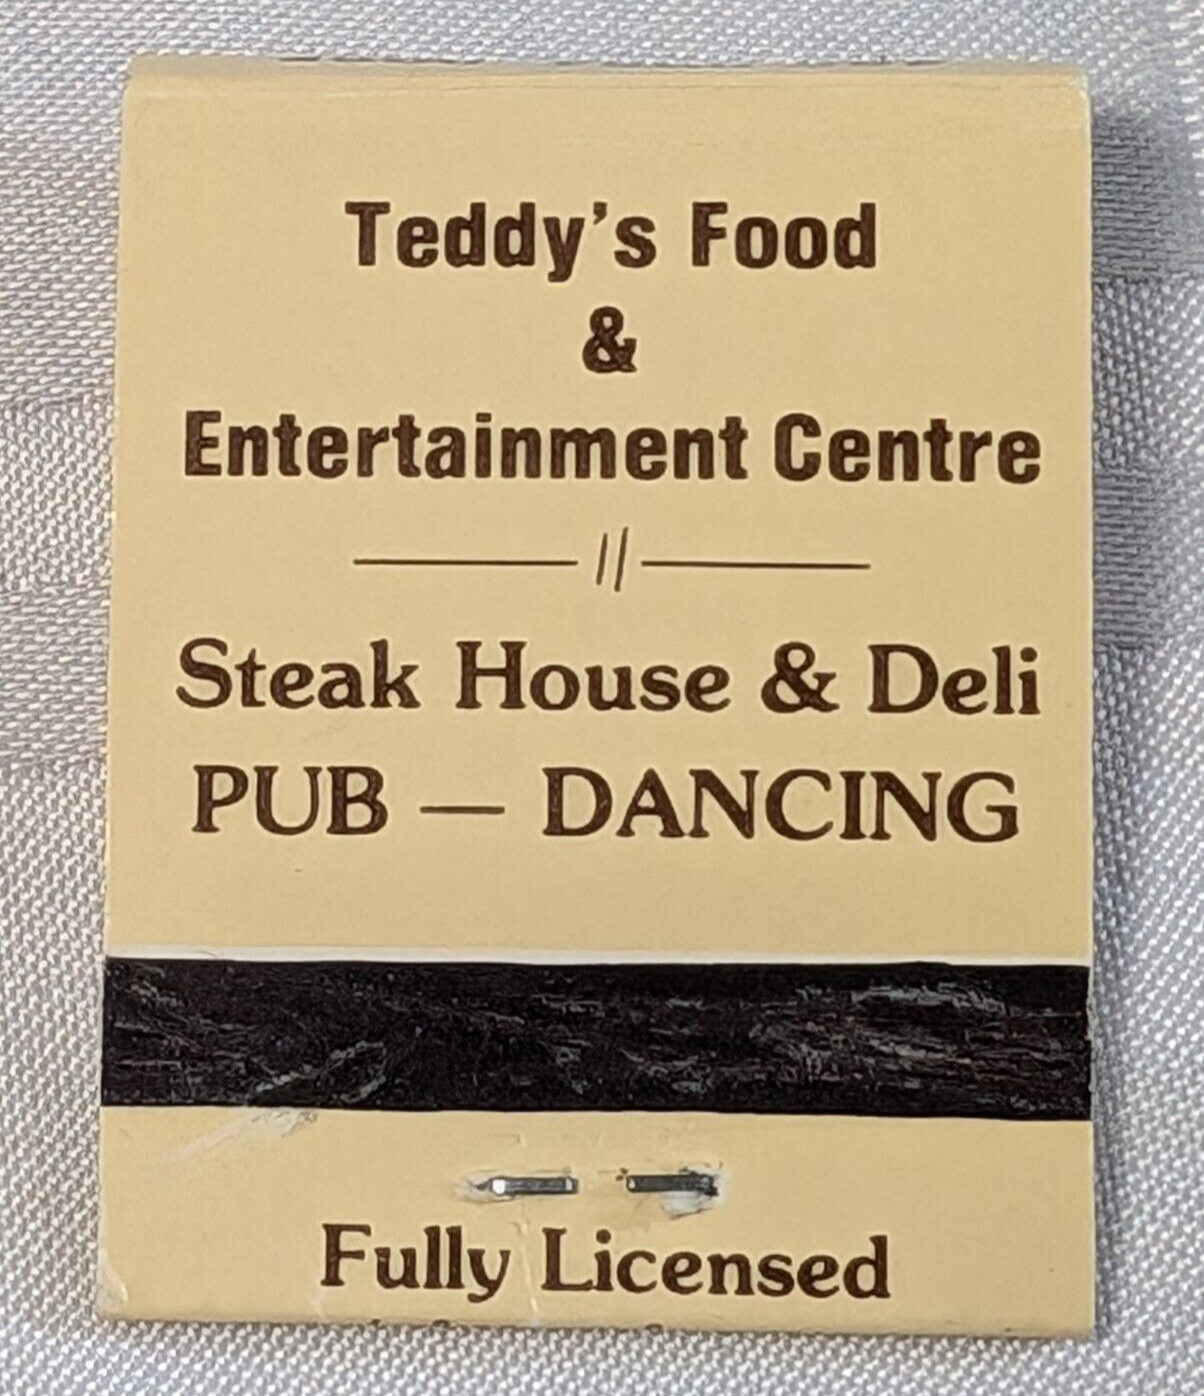 Teddy's Food
&
Entertainment Centre
Steak House & Deli
PUB — DANCING
Fully Licensed